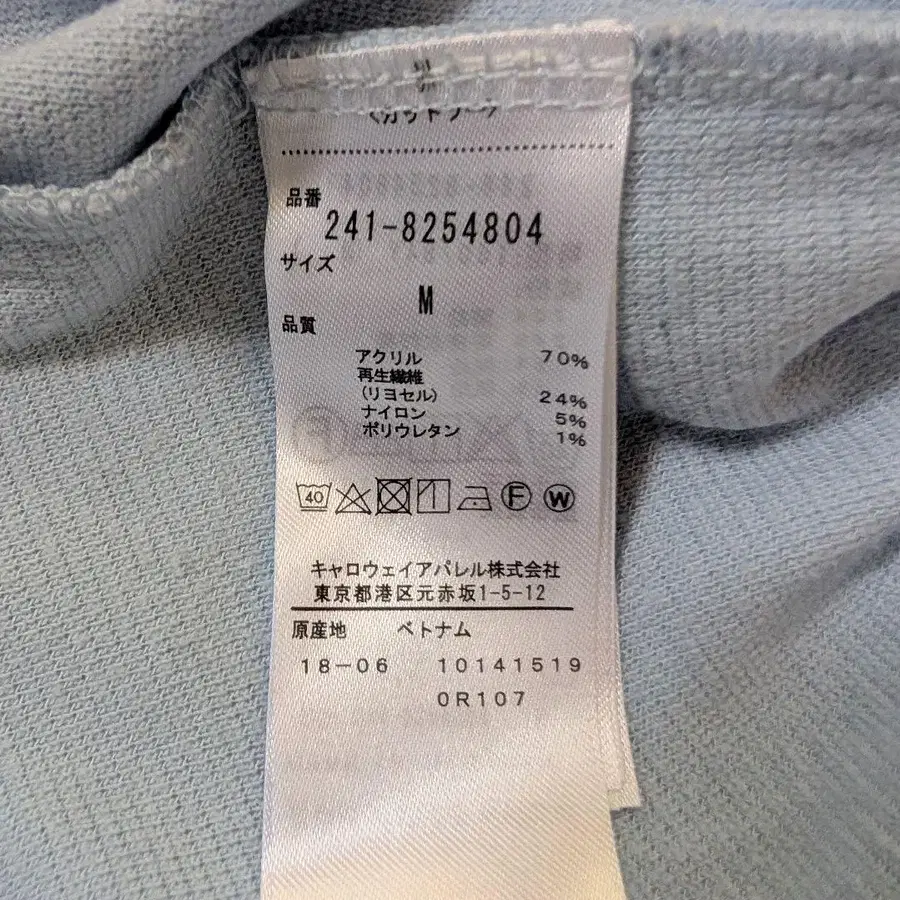 品番
241-8254804
サイズ
M
品質
アクリル 70%
再生繊維
(リヨセル) 24%
ナイロン 5%
ポリウレタン 1%
40 F W
キャロウェイアパレル株式会社
東京都港区元赤坂1-5-12
原産地 ベトナム
18-06 10141519
0R107